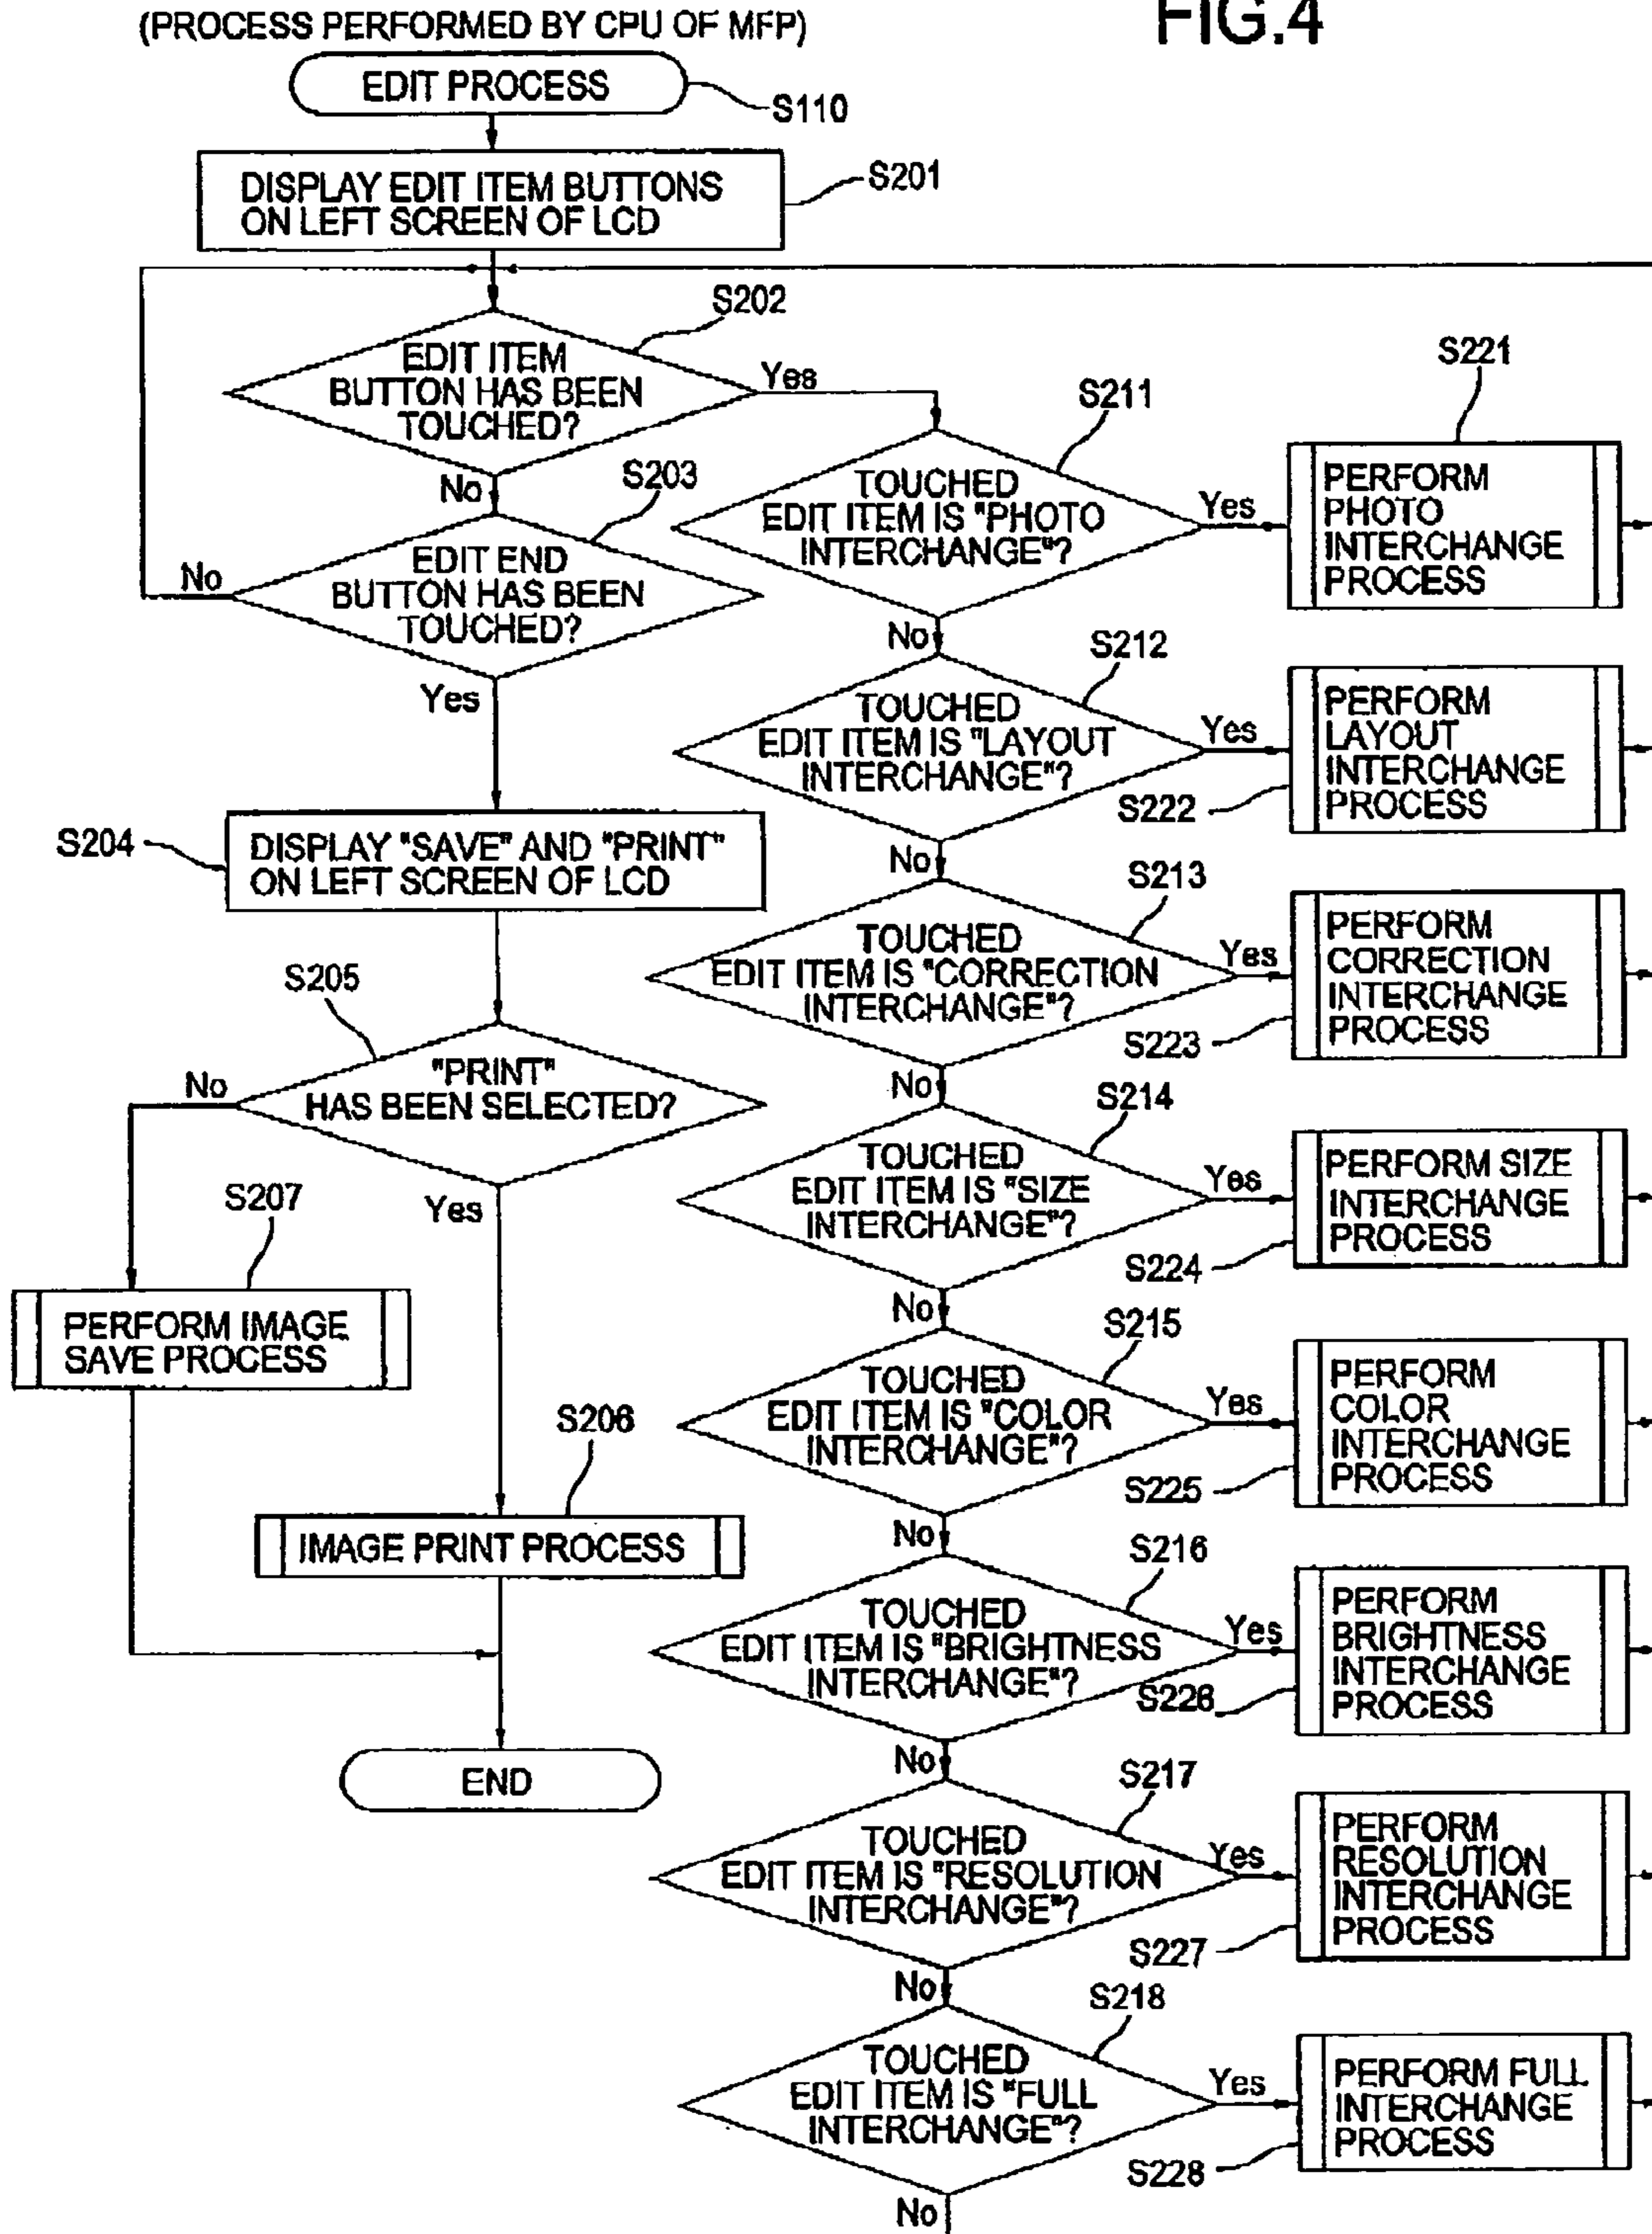 (PROCESS PERFORMED BY CPU OF MFP)
FIG.4
EDIT PROCESS
S110
DISPLAY EDIT ITEM BUTTONS
ON LEFT SCREEN OF LCD
S201
S202
EDIT ITEM
BUTTON HAS BEEN
TOUCHED?
Yes
No
S203
EDIT END
BUTTON HAS BEEN
TOUCHED?
No
Yes
S204
DISPLAY "SAVE" AND "PRINT"
ON LEFT SCREEN OF LCD
S205
"PRINT"
HAS BEEN SELECTED?
No
Yes
S207
PERFORM IMAGE
SAVE PROCESS
S206
IMAGE PRINT PROCESS
END
S211
TOUCHED
EDIT ITEM IS "PHOTO
INTERCHANGE"?
Yes
No
S221
PERFORM
PHOTO
INTERCHANGE
PROCESS
S212
TOUCHED
EDIT ITEM IS "LAYOUT
INTERCHANGE"?
Yes
No
S222
PERFORM
LAYOUT
INTERCHANGE
PROCESS
S213
TOUCHED
EDIT ITEM IS "CORRECTION
INTERCHANGE"?
Yes
No
S223
PERFORM
CORRECTION
INTERCHANGE
PROCESS
S214
TOUCHED
EDIT ITEM IS "SIZE
INTERCHANGE"?
Yes
No
S224
PERFORM SIZE
INTERCHANGE
PROCESS
S215
TOUCHED
EDIT ITEM IS "COLOR
INTERCHANGE"?
Yes
No
S225
PERFORM
COLOR
INTERCHANGE
PROCESS
S216
TOUCHED
EDIT ITEM IS "BRIGHTNESS
INTERCHANGE"?
Yes
No
S226
PERFORM
BRIGHTNESS
INTERCHANGE
PROCESS
S217
TOUCHED
EDIT ITEM IS "RESOLUTION
INTERCHANGE"?
Yes
No
S227
PERFORM
RESOLUTION
INTERCHANGE
PROCESS
S218
TOUCHED
EDIT ITEM IS "FULL
INTERCHANGE"?
Yes
No
S228
PERFORM FULL
INTERCHANGE
PROCESS